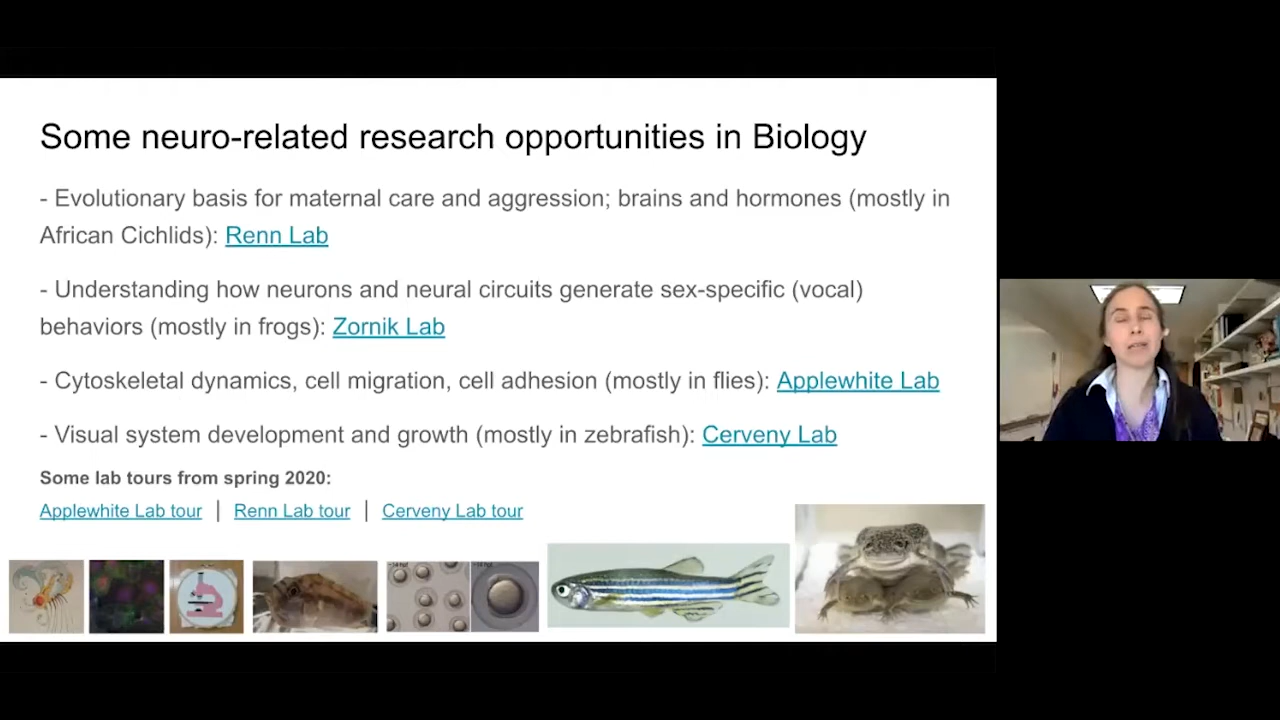 Some neuro-related research opportunities in Biology
- Evolutionary basis for maternal care and aggression; brains and hormones (mostly in
African Cichlids): Renn Lab
- Understanding how neurons and neural circuits generate sex-specific (vocal)
behaviors (mostly in frogs): Zornik Lab
- Cytoskeletal dynamics, cell migration, cell adhesion (mostly in flies): Applewhite Lab
- Visual system development and growth (mostly in zebrafish): Cerveny Lab
Some lab tours from spring 2020:
Applewhite Lab tour | Renn Lab tour | Cerveny Lab tour